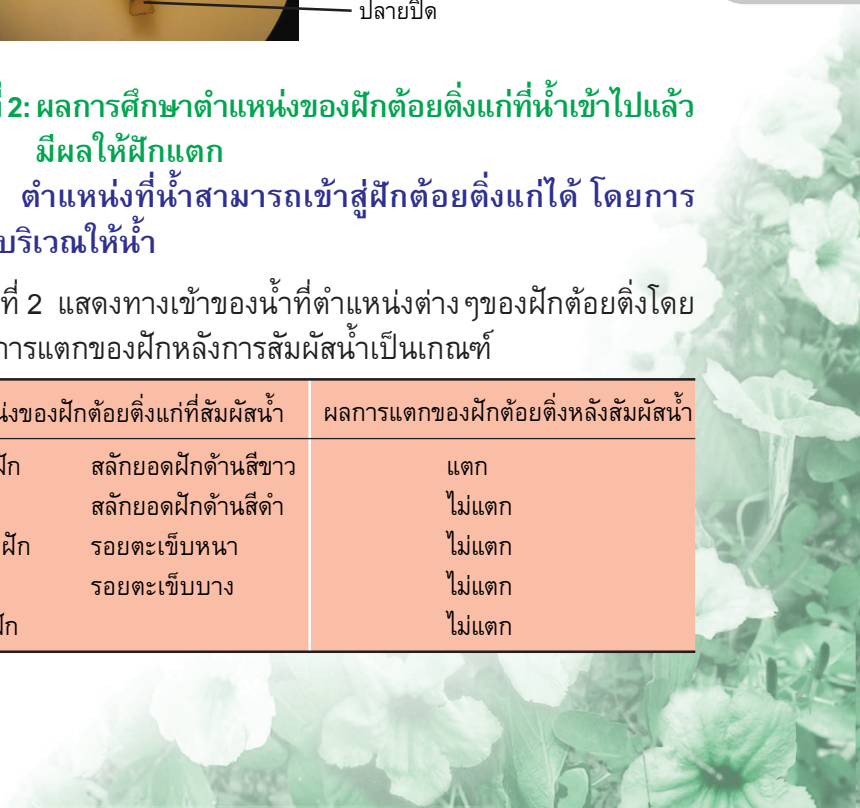 ปลายปิด
2: ผลการศึกษาตำแหน่งของฝักต้อยติ่งแก่ที่น้ำเข้าไปแล้ว
มีผลให้ฝักแตก
ตำแหน่งที่น้ำสามารถเข้าสู่ฝักต้อยติ่งแก่ได้ โดยการ
บริเวณให้น้ำ
ที่ 2 แสดงทางเข้าของน้ำที่ตำแหน่งต่าง ๆของฝักต้อยติ่งโดย
การแตกของฝักหลังการสัมผัสน้ำเป็นเกณฑ์
ของฝักต้อยติ่งแก่ที่สัมผัสน้ำ ผลการแตกของฝักต้อยติ่งหลังสัมผัสน้ำ
ฝัก สลักยอดฝักด้านสีขาว แตก
สลักยอดฝักด้านสีดำ ไม่แตก
ฝัก รอยตะเข็บหนา ไม่แตก
รอยตะเข็บบาง ไม่แตก
ฝัก ไม่แตก